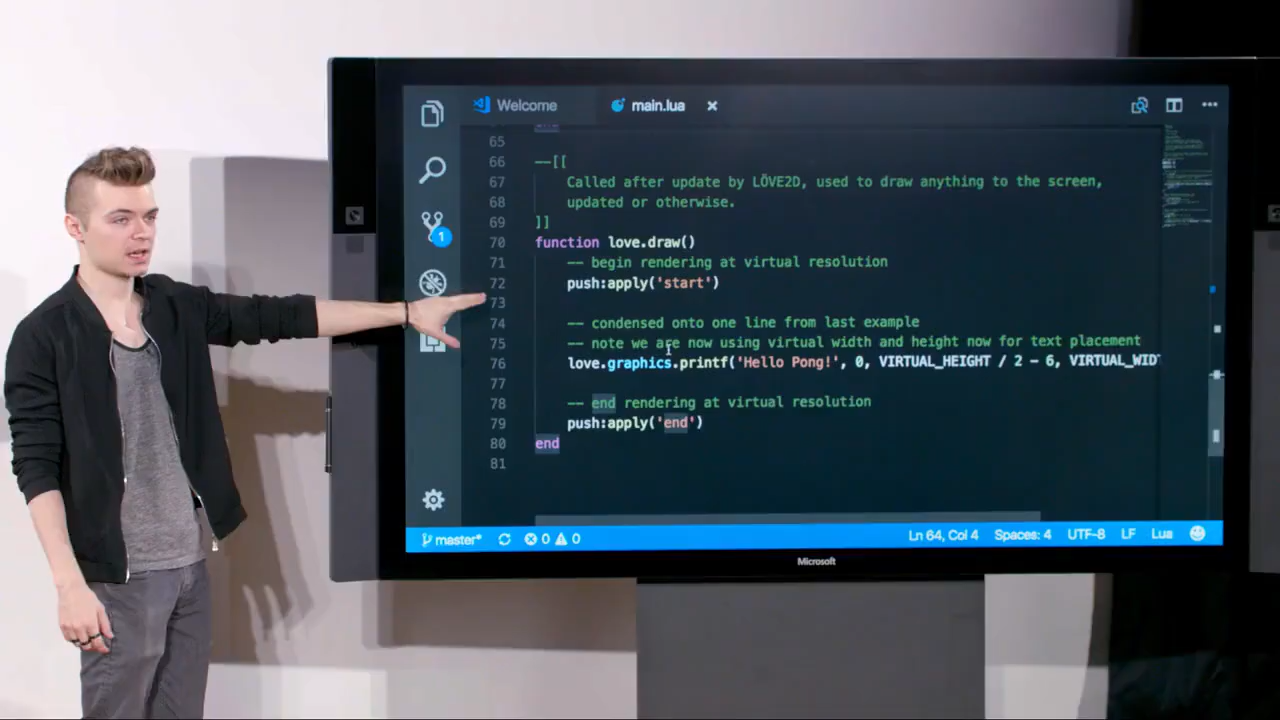 Welcome
main.lua
65
66 --[[
67 Called after update by LÖVE2D, used to draw anything to the screen,
68 updated or otherwise.
69 ]]
70 function love.draw()
71 -- begin rendering at virtual resolution
72 push:apply('start')
73
74 -- condensed onto one line from last example
75 -- note we are now using virtual width and height now for text placement
76 love.graphics.printf('Hello Pong!', 0, VIRTUAL_HEIGHT / 2 - 6,
77
78 -- end rendering at virtual resolution
79 push:apply('end')
80 end
81
1
master* 0 0 Ln 64, Col 4 Spaces: 4 UTF-8 LF Lua
Microsoft